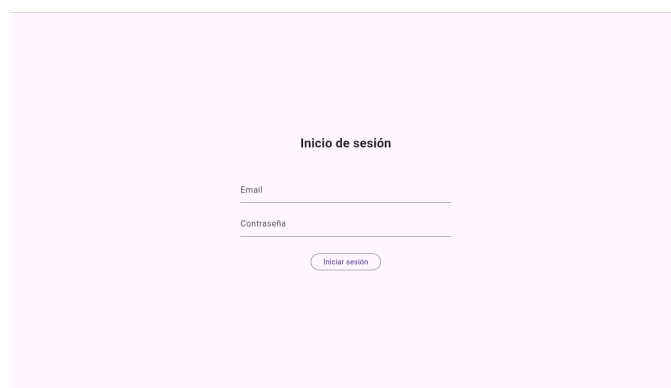 Inicio de sesión
Email
Contraseña
Iniciar sesión